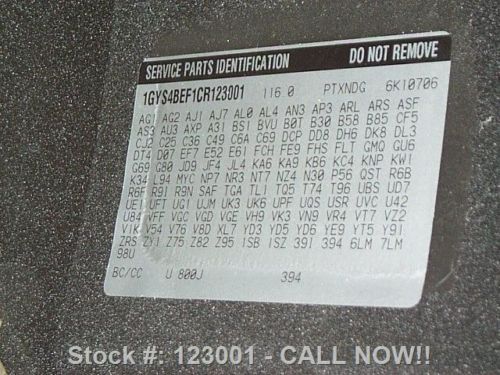 SERVICE PARTS IDENTIFICATION DO NOT REMOVE
1GYS4BEF1CR123001 116.0 PTXNDG 6K10706
AG1 AG2 AJ1 AJ7 AL0 AL4 AN3 AP3 ARL ARS ASF
AS3 AU3 AXP A31 BS1 BVU B0T B30 B58 B85 CF5
CJ2 C25 C36 C49 C6A C69 DCP DD8 DH6 DK8 DL3
DT4 D07 EF7 E52 E61 FCH FE9 FHS FLT GMQ GU6
G69 G80 JD9 JF4 JL4 KA6 KA9 KB6 KC4 KNP KW1
K34 L94 MYC NP7 NR3 NT7 NZ4 N30 P56 QST R6B
R6F R9I R9N SAF TGA TL1 TQ5 T74 T96 UBS UD7
UE1 UFT UG1 UJM UK3 UK6 UPF UQS USR UVC U42
U84 VFF VGC VGD VGE VH9 VK3 VN9 VR4 VT7 VZ2
V1K V54 V76 V8D XL7 YD3 YD5 YD6 YE9 YT5 Y91
ZRS ZY1 Z75 Z82 Z95 1SB 1SZ 391 394 6LM 7LM
98U
BC/CC U 800J 394
Stock #: 123001 - CALL NOW!!